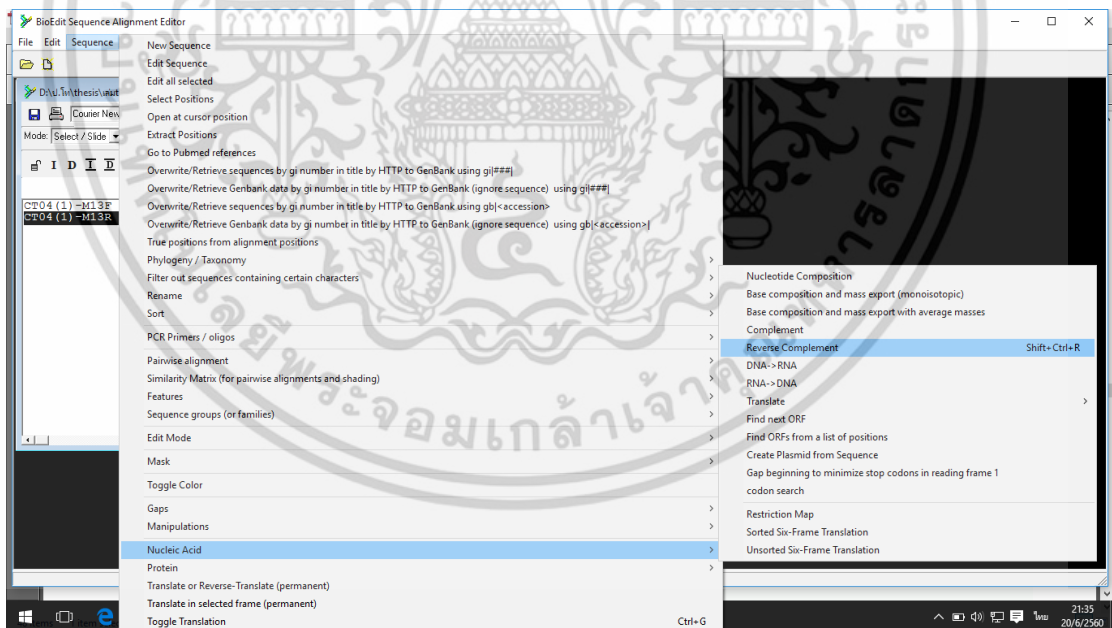 BioEdit Sequence Alignment Editor
File Edit Sequence
D:\ป.โท\thesis\
Courier New
Mode: Select / Slide
I D I D
CT04(1)-M13F
CT04(1)-M13R
New Sequence
Edit Sequence
Edit all selected
Select Positions
Open at cursor position
Extract Positions
Go to Pubmed references
Overwrite/Retrieve sequences by gi number in title by HTTP to GenBank using gi|###|
Overwrite/Retrieve Genbank data by gi number in title by HTTP to GenBank (ignore sequence) using gi|###|
Overwrite/Retrieve sequences by gi number in title by HTTP to GenBank using gb|<accession>
Overwrite/Retrieve Genbank data by gi number in title by HTTP to GenBank (ignore sequence) using gb|<accession>|
True positions from alignment positions
Phylogeny / Taxonomy
Filter out sequences containing certain characters
Rename
Sort
PCR Primers / oligos
Pairwise alignment
Similarity Matrix (for pairwise alignments and shading)
Features
Sequence groups (or families)
Edit Mode
Mask
Toggle Color
Gaps
Manipulations
Nucleic Acid
Protein
Translate or Reverse-Translate (permanent)
Translate in selected frame (permanent)
Toggle Translation Ctrl+G
Nucleotide Composition
Base composition and mass export (monoisotopic)
Base composition and mass export with average masses
Complement
Reverse Complement Shift+Ctrl+R
DNA->RNA
RNA->DNA
Translate
Find next ORF
Find ORFs from a list of positions
Create Plasmid from Sequence
Gap beginning to minimize stop codons in reading frame 1
codon search
Restriction Map
Sorted Six-Frame Translation
Unsorted Six-Frame Translation
ไทย
21:35
20/6/2560